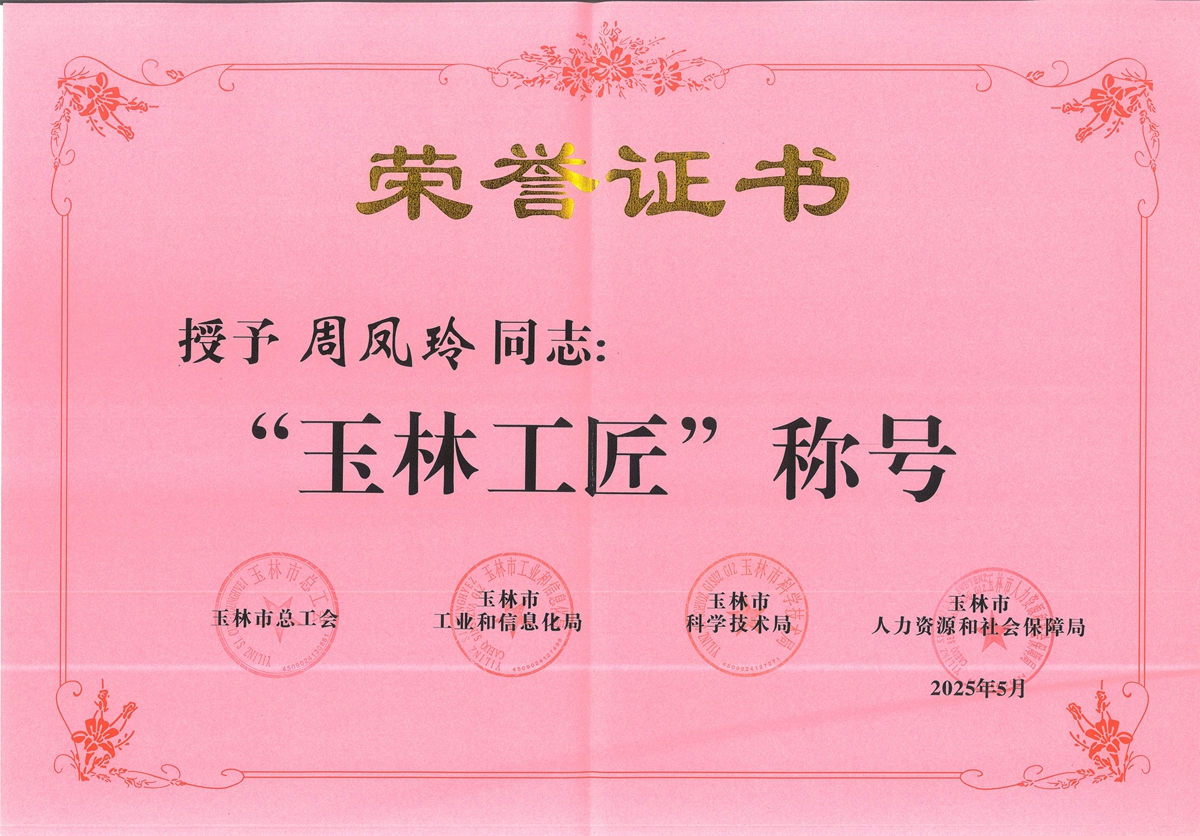 荣誉证书
授予 周凤玲 同志：
“玉林工匠”称号
玉林市总工会
玉林市
工业和信息化局
玉林市
科学技术局
玉林市
人力资源和社会保障局
2025年5月